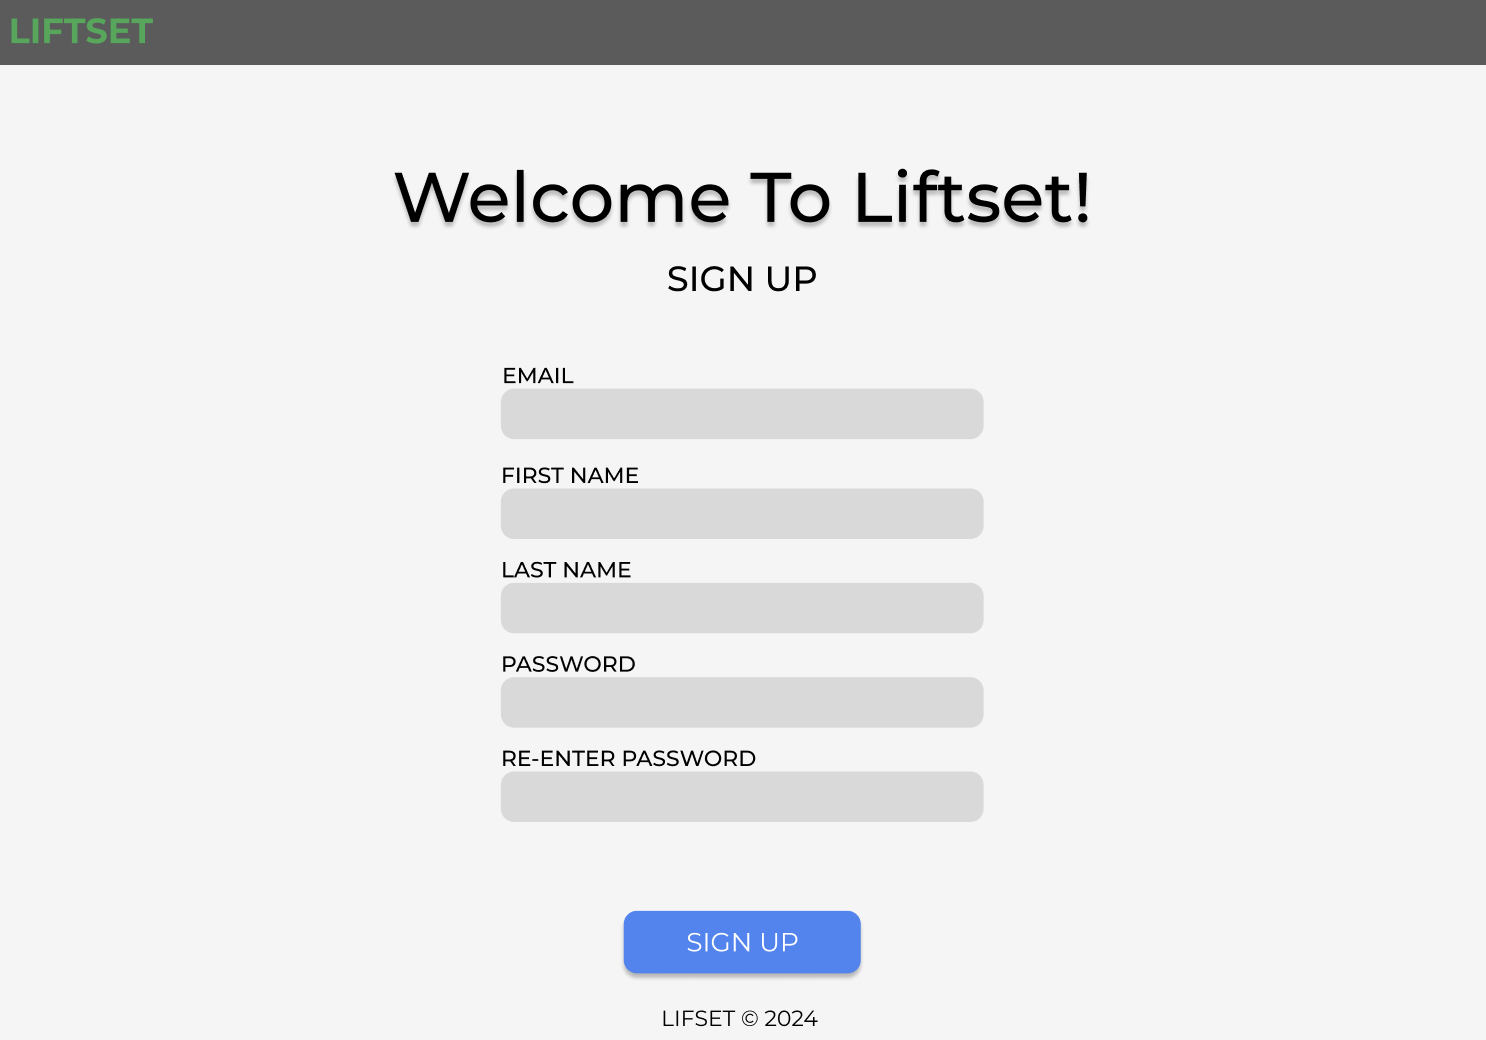 LIFTSET
Welcome To Liftset!
SIGN UP
EMAIL
FIRST NAME
LAST NAME
PASSWORD
RE-ENTER PASSWORD
SIGN UP
LIFSET © 2024